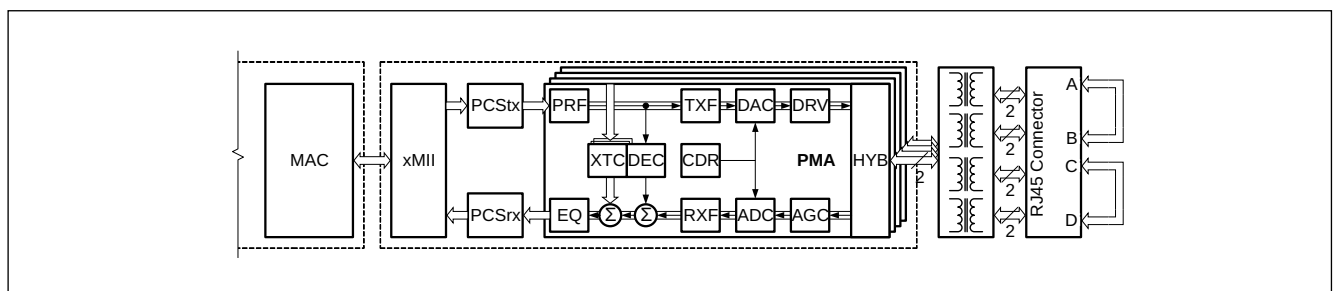 MAC
xMII
PCStx
PCSrx
PRF
TXF
DAC
DRV
XTC
DEC
CDR
PMA
HYB
EQ
Σ
Σ
RXF
ADC
AGC
2
2
2
2
2
RJ45 Connector
A
B
C
D